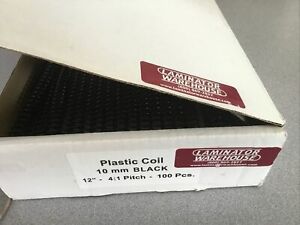 LAMINATOR
WAREHOUSE
Plastic Coil
10 mm BLACK
12" - 4:1 Pitch - 100 Pcs.
LAMINATOR
WAREHOUSE